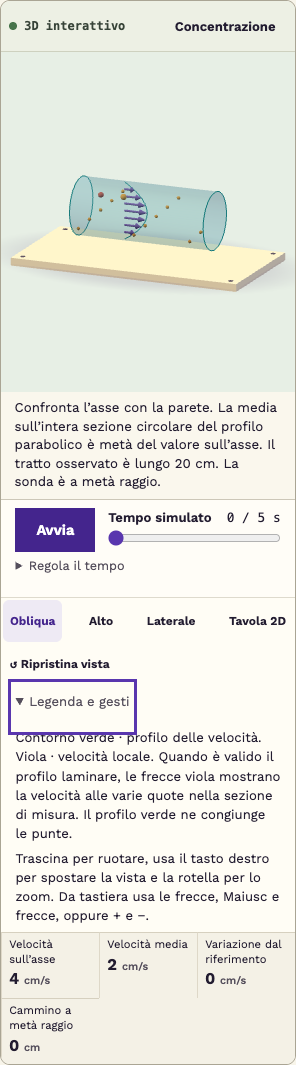 3D interattivo
Concentrazione
Confronta l’asse con la parete. La media
sull’intera sezione circolare del profilo
parabolico è metà del valore sull’asse. Il
tratto osservato è lungo 20 cm. La
sonda è a metà raggio.
Avvia
Tempo simulato 0 / 5 s
▶ Regola il tempo
Obliqua
Alto
Laterale
Tavola 2D
↺ Ripristina vista
▼ Legenda e gesti
Contorno verde · profilo delle velocità.
Viola · velocità locale. Quando è valido il
profilo laminare, le frecce viola mostrano
la velocità alle varie quote nella sezione
di misura. Il profilo verde ne congiunge
le punte.
Trascina per ruotare, usa il tasto destro
per spostare la vista e la rotella per lo
zoom. Da tastiera usa le frecce, Maiusc e
frecce, oppure + e −.
Velocità
sull’asse
4 cm/s
Velocità media
2 cm/s
Variazione dal
riferimento
0 cm/s
Cammino a
metà raggio
0 cm